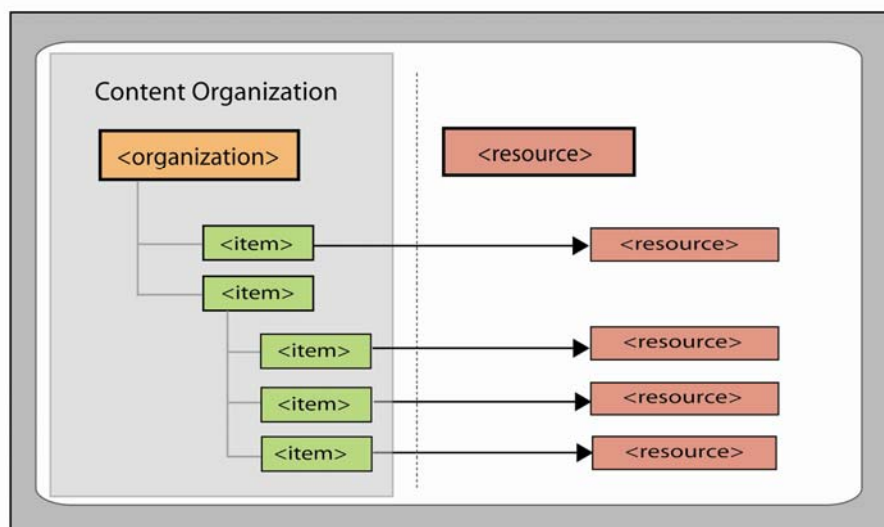 Content Organization
<organization>
<resource>
<item>
<resource>
<item>
<item>
<resource>
<item>
<resource>
<item>
<resource>